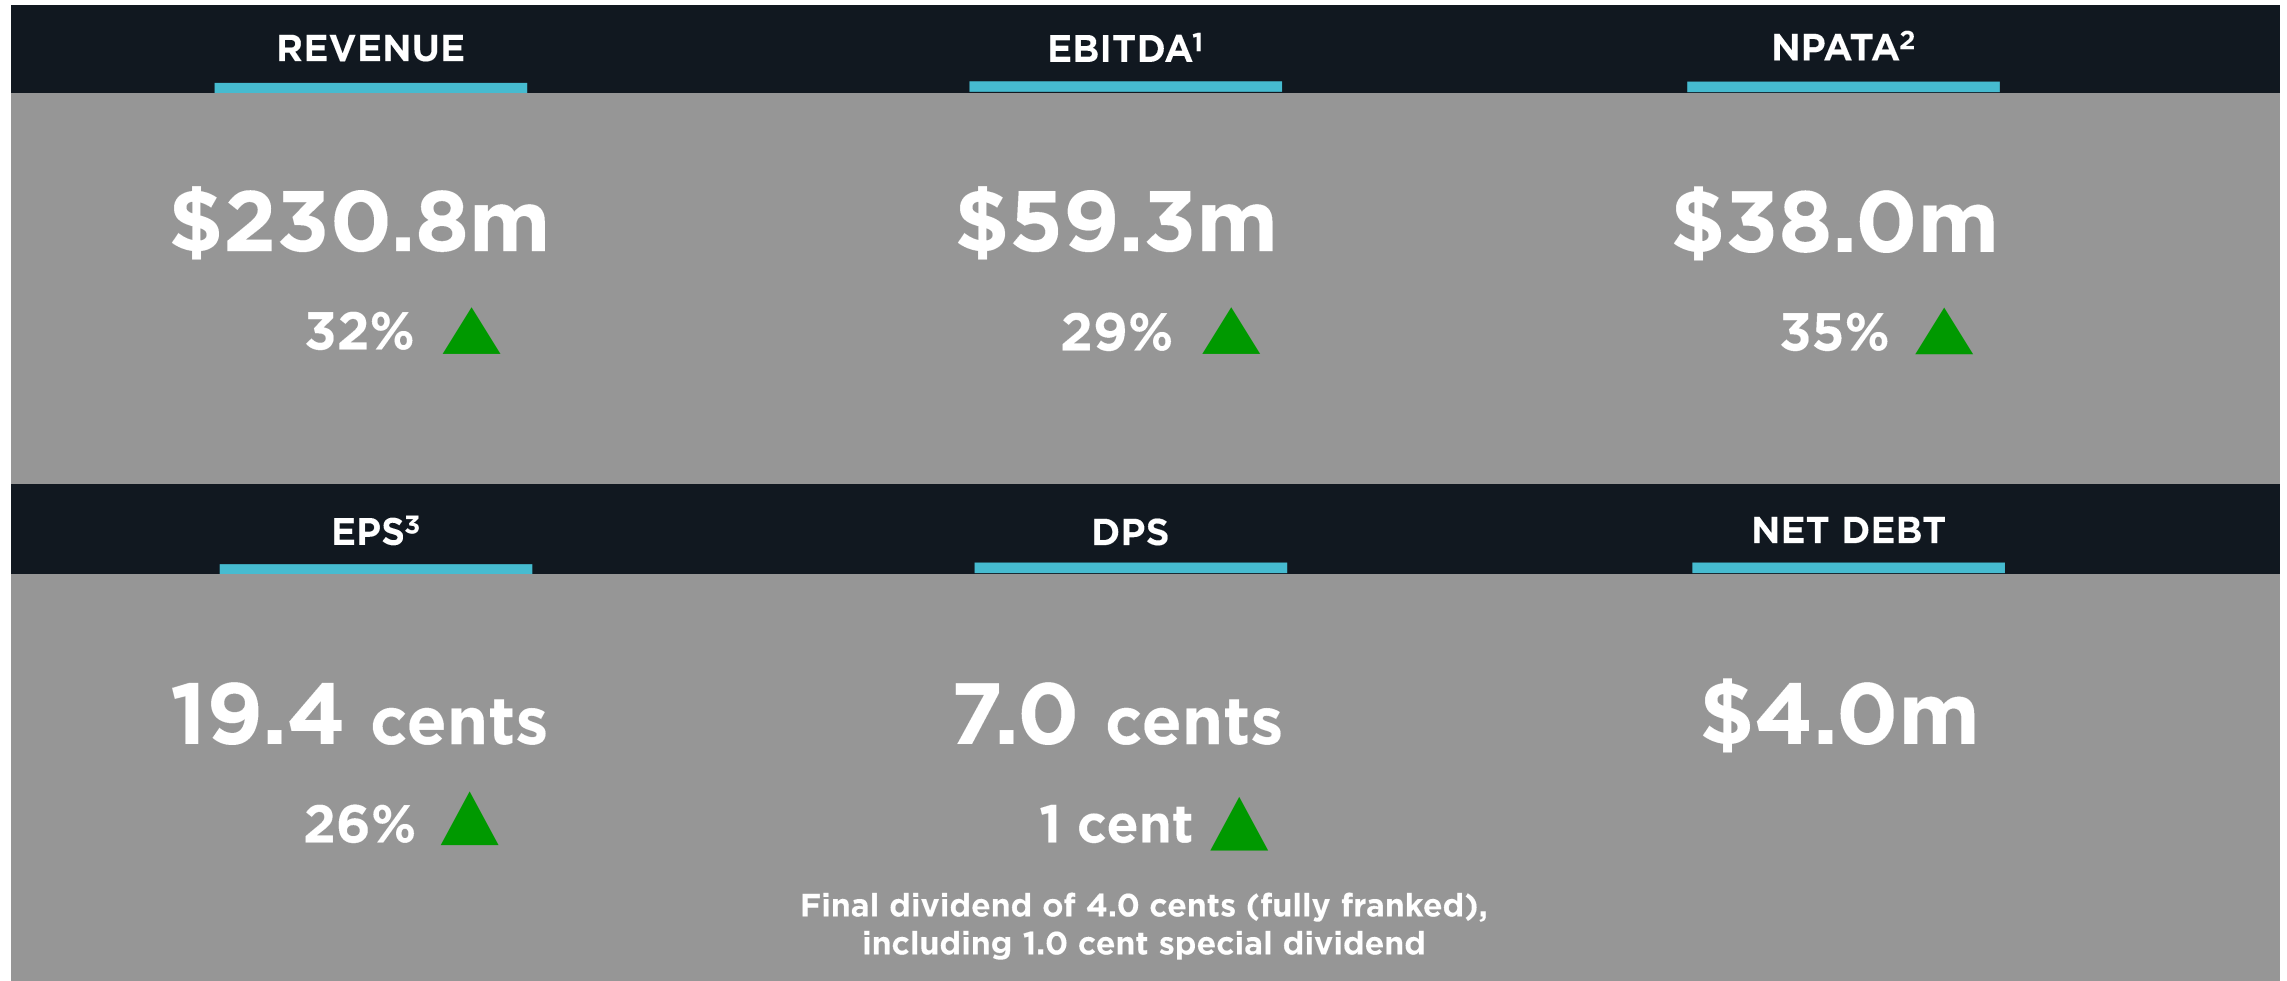 REVENUE
EBITDA¹
NPATA²
$230.8m
$59.3m
$38.0m
32%
29%
35%
EPS³
DPS
NET DEBT
19.4 cents
7.0 cents
$4.0m
26%
1 cent
Final dividend of 4.0 cents (fully franked),
including 1.0 cent special dividend